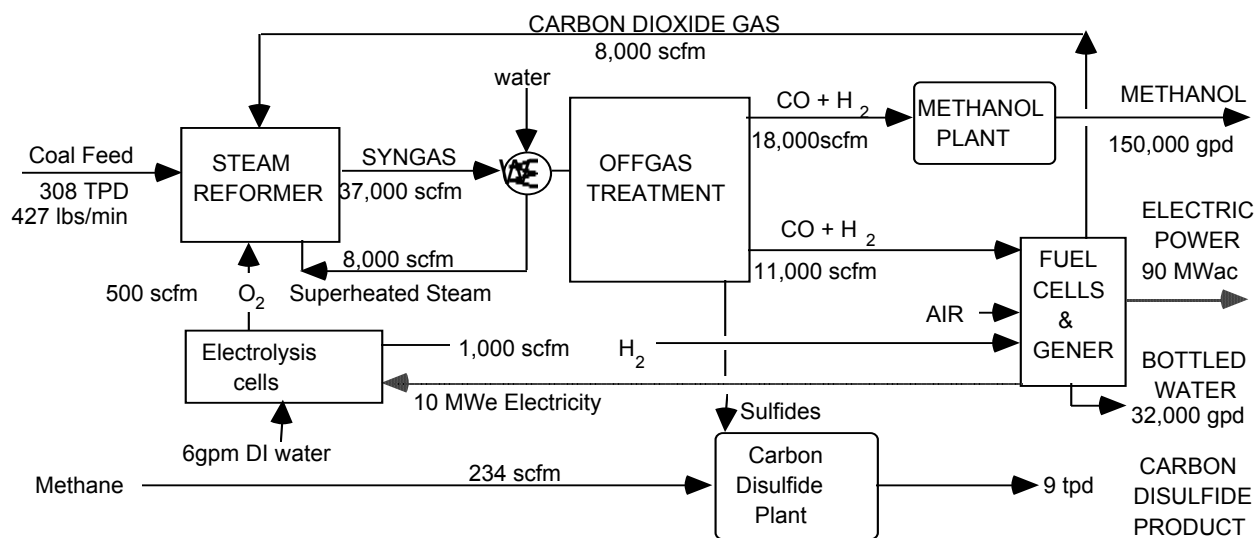 CARBON DIOXIDE GAS
8,000 scfm
water
CO + H2
18,000scfm
METHANOL
PLANT
METHANOL
150,000 gpd
Coal Feed
308 TPD
427 lbs/min
STEAM
REFORMER
SYNGAS
37,000 scfm
OFFGAS
TREATMENT
8,000 scfm
Superheated Steam
CO + H2
11,000 scfm
FUEL
CELLS
&
GENER
ELECTRIC
POWER
90 MWac
500 scfm
O2
AIR
Electrolysis
cells
1,000 scfm
H2
BOTTLED
WATER
32,000 gpd
10 MWe Electricity
6gpm DI water
Sulfides
Methane
234 scfm
Carbon
Disulfide
Plant
9 tpd
CARBON
DISULFIDE
PRODUCT